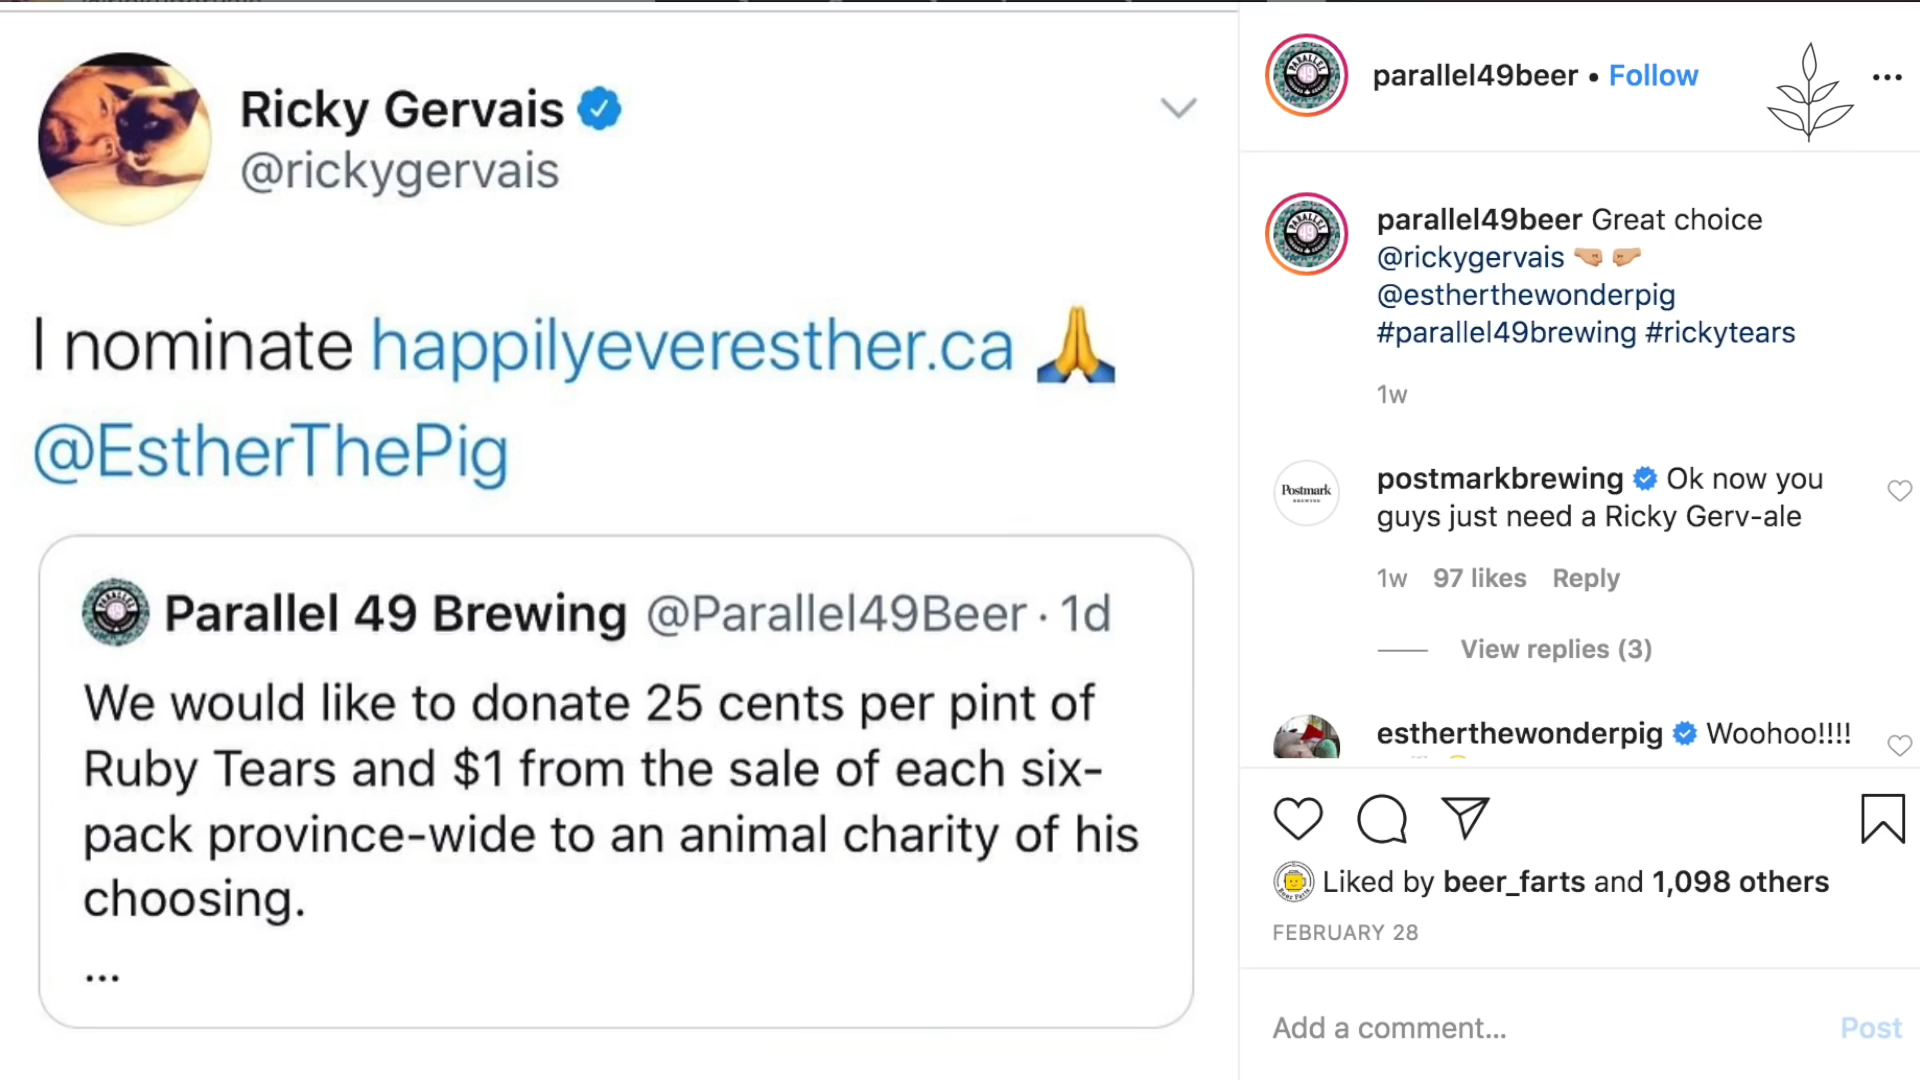 Ricky Gervais
@rickygervais
I nominate happilyeveresther.ca 🙏
@EstherThePig
Parallel 49 Brewing @Parallel49Beer · 1d
We would like to donate 25 cents per pint of
Ruby Tears and $1 from the sale of each six-
pack province-wide to an animal charity of his
choosing.
...
parallel49beer • Follow
parallel49beer Great choice
@rickygervais 🤜🏼 🤛🏼
@estherthewonderpig
#parallel49brewing #rickytears
1w
Postmark
BREWING
postmarkbrewing Ok now you
guys just need a Ricky Gerv-ale
1w 97 likes Reply
View replies (3)
estherthewonderpig Woohoo!!!!
Liked by beer_farts and 1,098 others
FEBRUARY 28
Add a comment... Post